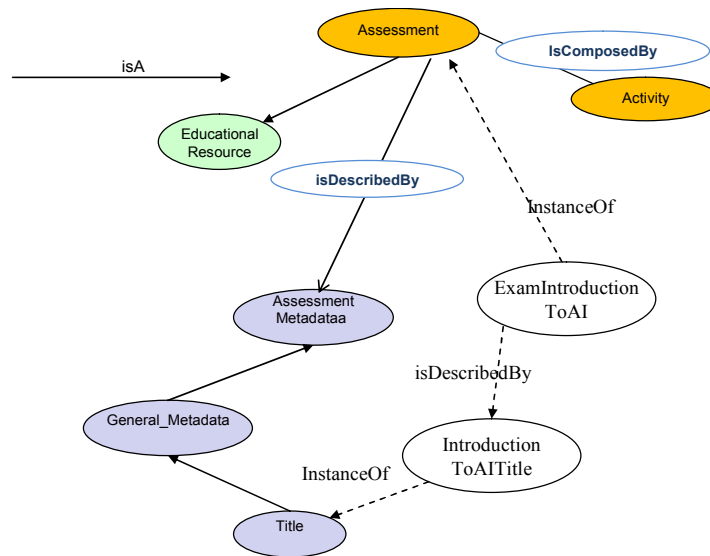 Assessment
IsComposedBy
isA
Activity
Educational
Resource
isDescribedBy
InstanceOf
ExamIntroduction
ToAI
Assessment
Metadataa
isDescribedBy
General_Metadata
Introduction
ToAITitle
InstanceOf
Title